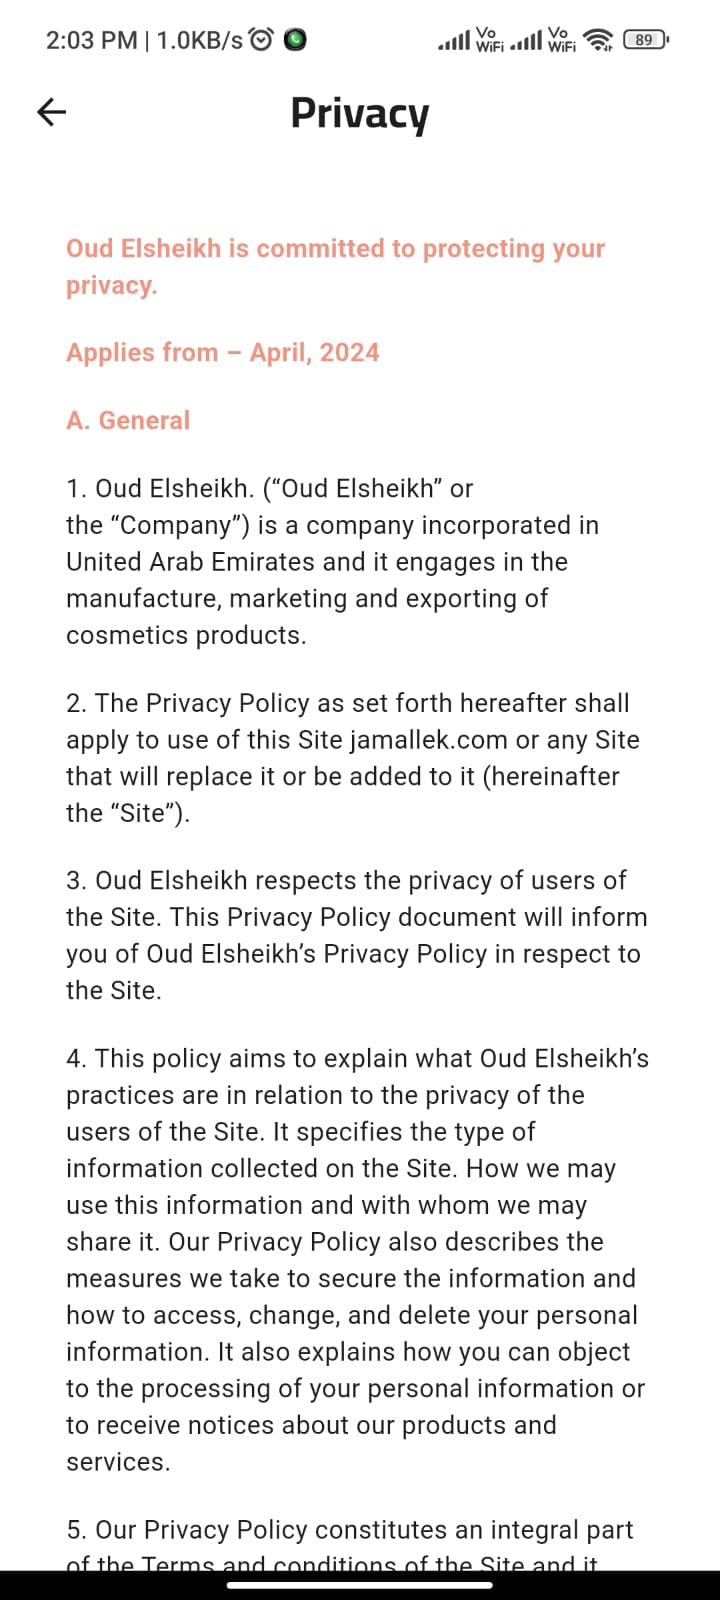 2:03 PM | 1.0KB/s Vo WiFi Vo WiFi 89
Privacy
Oud Elsheikh is committed to protecting your
privacy.
Applies from – April, 2024
A. General
1. Oud Elsheikh. (“Oud Elsheikh” or
the “Company”) is a company incorporated in
United Arab Emirates and it engages in the
manufacture, marketing and exporting of
cosmetics products.
2. The Privacy Policy as set forth hereafter shall
apply to use of this Site jamallek.com or any Site
that will replace it or be added to it (hereinafter
the “Site”).
3. Oud Elsheikh respects the privacy of users of
the Site. This Privacy Policy document will inform
you of Oud Elsheikh’s Privacy Policy in respect to
the Site.
4. This policy aims to explain what Oud Elsheikh’s
practices are in relation to the privacy of the
users of the Site. It specifies the type of
information collected on the Site. How we may
use this information and with whom we may
share it. Our Privacy Policy also describes the
measures we take to secure the information and
how to access, change, and delete your personal
information. It also explains how you can object
to the processing of your personal information or
to receive notices about our products and
services.
5. Our Privacy Policy constitutes an integral part
of the Terms and conditions of the Site and it